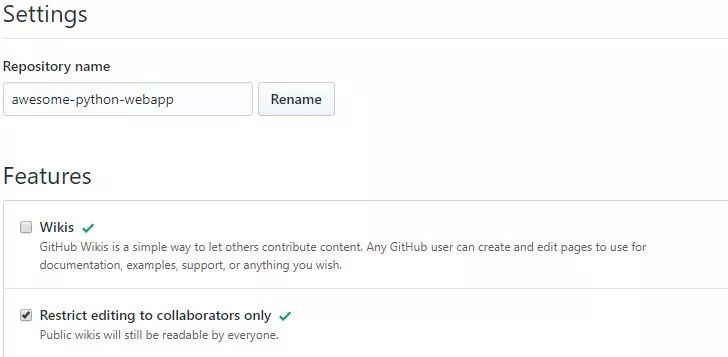 Settings
Repository name
awesome-python-webapp Rename
Features
Wikis
GitHub Wikis is a simple way to let others contribute content. Any GitHub user can create and edit pages to use for
documentation, examples, support, or anything you wish.
Restrict editing to collaborators only
Public wikis will still be readable by everyone.